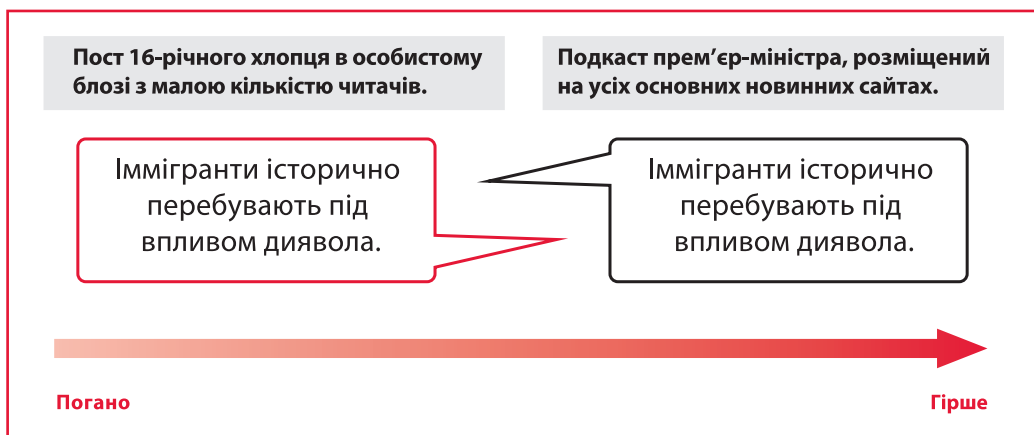 Пост 16-річного хлопця в особистому
блозі з малою кількістю читачів.
Подкаст прем’єр-міністра, розміщений
на усіх основних новинних сайтах.
Іммігранти історично
перебувають під
впливом диявола.
Іммігранти історично
перебувають під
впливом диявола.
Погано
Гірше